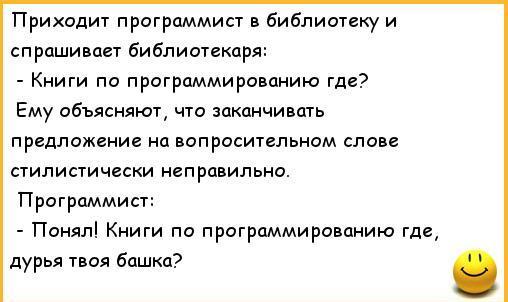 Приходит программист в библиотеку и
спрашивает библиотекаря:
- Книги по программированию где?
Ему объясняют, что заканчивать
предложение на вопросительном слове
стилистически неправильно.
Программист:
- Понял! Книги по программированию где,
дурья твоя башка?